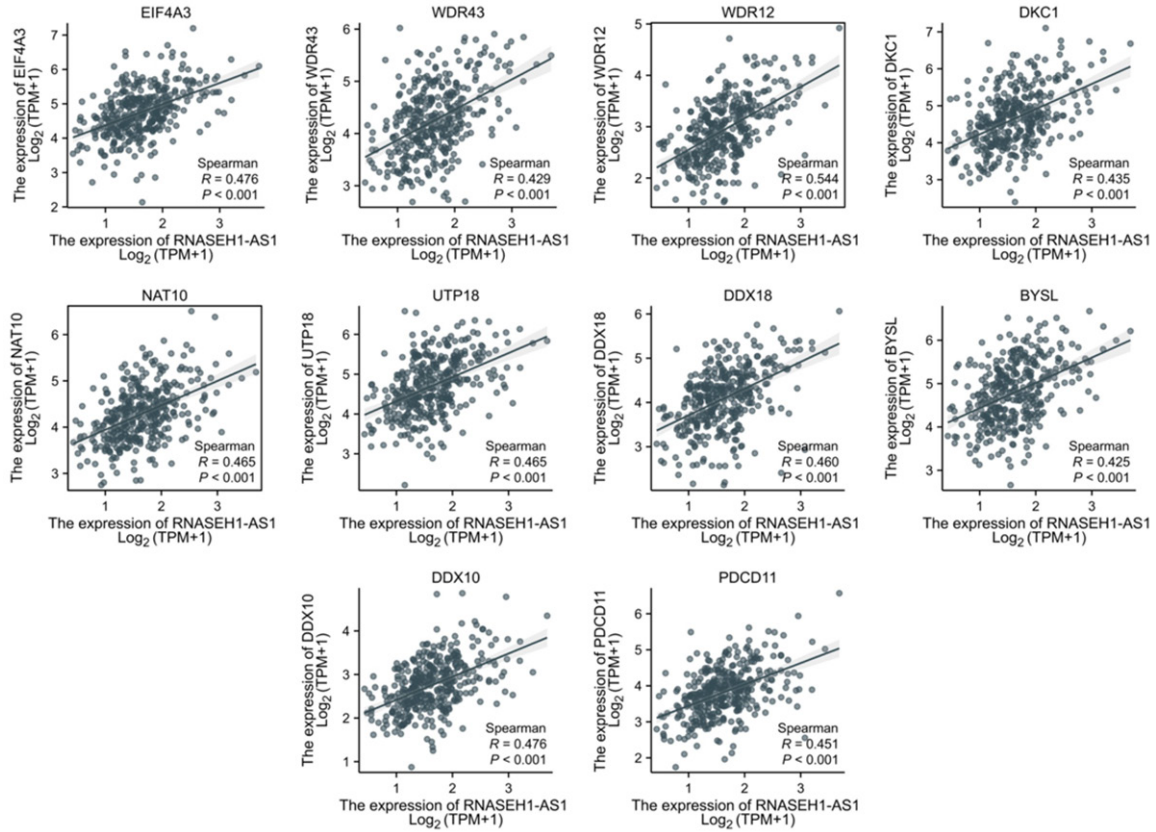 EIF4A3
The expression of EIF4A3
Log2 (TPM+1)
7
6
5
4
3
2
Spearman
R = 0.476
P < 0.001
1 2 3
The expression of RNASEH1-AS1
Log2 (TPM+1)
WDR43
The expression of WDR43
Log2 (TPM+1)
6
5
4
3
Spearman
R = 0.429
P < 0.001
1 2 3
The expression of RNASEH1-AS1
Log2 (TPM+1)
WDR12
The expression of WDR12
Log2 (TPM+1)
5
4
3
2
Spearman
R = 0.544
P < 0.001
1 2 3
The expression of RNASEH1-AS1
Log2 (TPM+1)
DKC1
The expression of DKC1
Log2 (TPM+1)
7
6
5
4
3
Spearman
R = 0.435
P < 0.001
1 2 3
The expression of RNASEH1-AS1
Log2 (TPM+1)
NAT10
The expression of NAT10
Log2 (TPM+1)
6
5
4
3
Spearman
R = 0.465
P < 0.001
1 2 3
The expression of RNASEH1-AS1
Log2 (TPM+1)
UTP18
The expression of UTP18
Log2 (TPM+1)
6
5
4
3
Spearman
R = 0.465
P < 0.001
1 2 3
The expression of RNASEH1-AS1
Log2 (TPM+1)
DDX18
The expression of DDX18
Log2 (TPM+1)
6
5
4
3
Spearman
R = 0.460
P < 0.001
1 2 3
The expression of RNASEH1-AS1
Log2 (TPM+1)
BYSL
The expression of BYSL
Log2 (TPM+1)
6
5
4
3
Spearman
R = 0.425
P < 0.001
1 2 3
The expression of RNASEH1-AS1
Log2 (TPM+1)
DDX10
The expression of DDX10
Log2 (TPM+1)
4
3
2
1
Spearman
R = 0.476
P < 0.001
1 2 3
The expression of RNASEH1-AS1
Log2 (TPM+1)
PDCD11
The expression of PDCD11
Log2 (TPM+1)
6
5
4
3
2
Spearman
R = 0.451
P < 0.001
1 2 3
The expression of RNASEH1-AS1
Log2 (TPM+1)